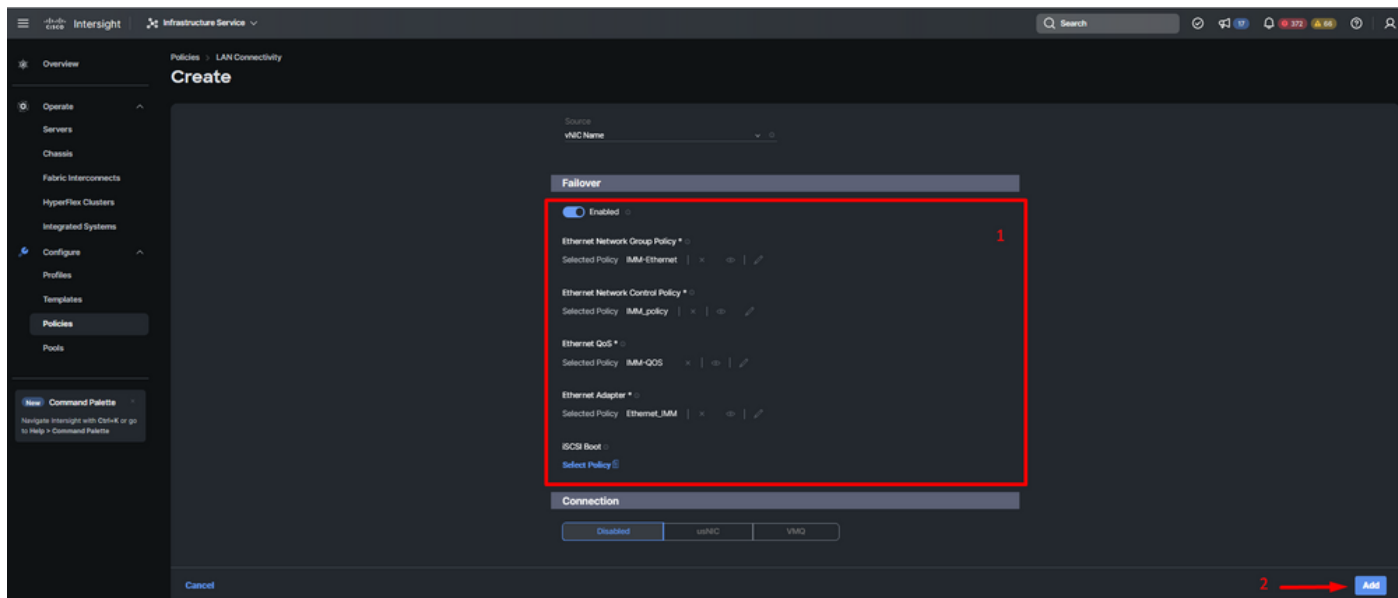 cisco Intersight Infrastructure Service Search 17 372 66
Overview
Policies > LAN Connectivity
Create
Operate
Servers
Chassis
Fabric Interconnects
HyperFlex Clusters
Integrated Systems
Configure
Profiles
Templates
Policies
Pools
New Command Palette
Navigate Intersight with Ctrl+K or go
to Help > Command Palette
Source
vNIC Name
Failover
Enabled
1
Ethernet Network Group Policy *
Selected Policy IMM-Ethernet
Ethernet Network Control Policy *
Selected Policy IMM_policy
Ethernet QoS *
Selected Policy IMM-QOS
Ethernet Adapter *
Selected Policy Ethernet_IMM
iSCSI Boot
Select Policy
Connection
Disabled usNIC VMQ
Cancel
2
Add